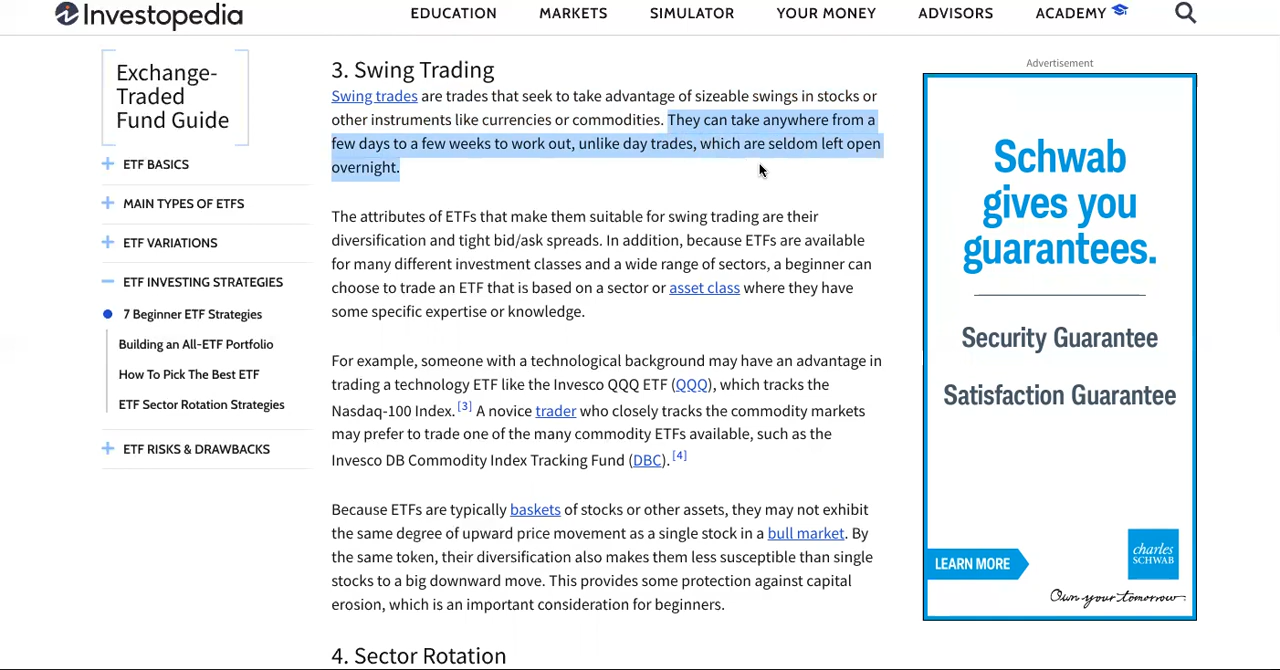 Investopedia
EDUCATION MARKETS SIMULATOR YOUR MONEY ADVISORS ACADEMY
Exchange-
Traded
Fund Guide
ETF BASICS
MAIN TYPES OF ETFS
ETF VARIATIONS
ETF INVESTING STRATEGIES
7 Beginner ETF Strategies
Building an All-ETF Portfolio
How To Pick The Best ETF
ETF Sector Rotation Strategies
ETF RISKS & DRAWBACKS
3. Swing Trading
Swing trades are trades that seek to take advantage of sizeable swings in stocks or
other instruments like currencies or commodities. They can take anywhere from a
few days to a few weeks to work out, unlike day trades, which are seldom left open
overnight.
The attributes of ETFs that make them suitable for swing trading are their
diversification and tight bid/ask spreads. In addition, because ETFs are available
for many different investment classes and a wide range of sectors, a beginner can
choose to trade an ETF that is based on a sector or asset class where they have
some specific expertise or knowledge.
For example, someone with a technological background may have an advantage in
trading a technology ETF like the Invesco QQQ ETF (QQQ), which tracks the
Nasdaq-100 Index. [3] A novice trader who closely tracks the commodity markets
may prefer to trade one of the many commodity ETFs available, such as the
Invesco DB Commodity Index Tracking Fund (DBC). [4]
Because ETFs are typically baskets of stocks or other assets, they may not exhibit
the same degree of upward price movement as a single stock in a bull market. By
the same token, their diversification also makes them less susceptible than single
stocks to a big downward move. This provides some protection against capital
erosion, which is an important consideration for beginners.
4. Sector Rotation
Advertisement
Schwab
gives you
guarantees.
Security Guarantee
Satisfaction Guarantee
LEARN MORE
charles
SCHWAB
Own your tomorrow.